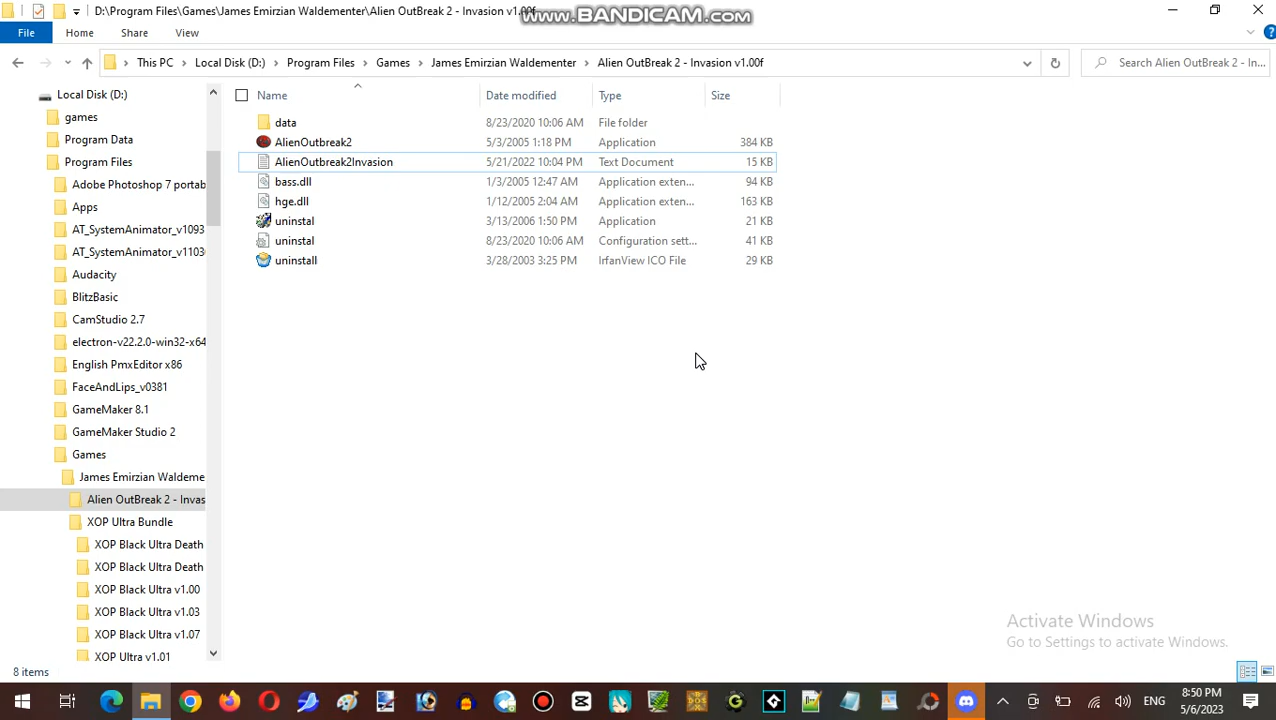 D:\Program Files\Games\James Emirzian Waldementer\Alien OutBreak 2 - Invasion v1.00f
www.BANDICAM.com
File Home Share View
This PC Local Disk (D:) Program Files Games James Emirzian Waldementer Alien OutBreak 2 - Invasion v1.00f
Search Alien OutBreak 2 - In...
Local Disk (D:)
games
Program Data
Program Files
Adobe Photoshop 7 portab
Apps
AT_SystemAnimator_v1093
AT_SystemAnimator_v1103
Audacity
BlitzBasic
CamStudio 2.7
electron-v22.2.0-win32-x64
English PmxEditor x86
FaceAndLips_v0381
GameMaker 8.1
GameMaker Studio 2
Games
James Emirzian Waldeme
Alien OutBreak 2 - Invas
XOP Ultra Bundle
XOP Black Ultra Death
XOP Black Ultra Death
XOP Black Ultra v1.00
XOP Black Ultra v1.03
XOP Black Ultra v1.07
XOP Ultra v1.01
Name Date modified Type Size
data 8/23/2020 10:06 AM File folder
AlienOutbreak2 5/3/2005 1:18 PM Application 384 KB
AlienOutbreak2Invasion 5/21/2022 10:04 PM Text Document 15 KB
bass.dll 1/3/2005 12:47 AM Application exten... 94 KB
hge.dll 1/12/2005 2:04 AM Application exten... 163 KB
uninstal 3/13/2006 1:50 PM Application 21 KB
uninstal 8/23/2020 10:06 AM Configuration sett... 41 KB
uninstall 3/28/2003 3:25 PM IrfanView ICO File 29 KB
Activate Windows
Go to Settings to activate Windows.
8 items
ENG
8:50 PM
5/6/2023